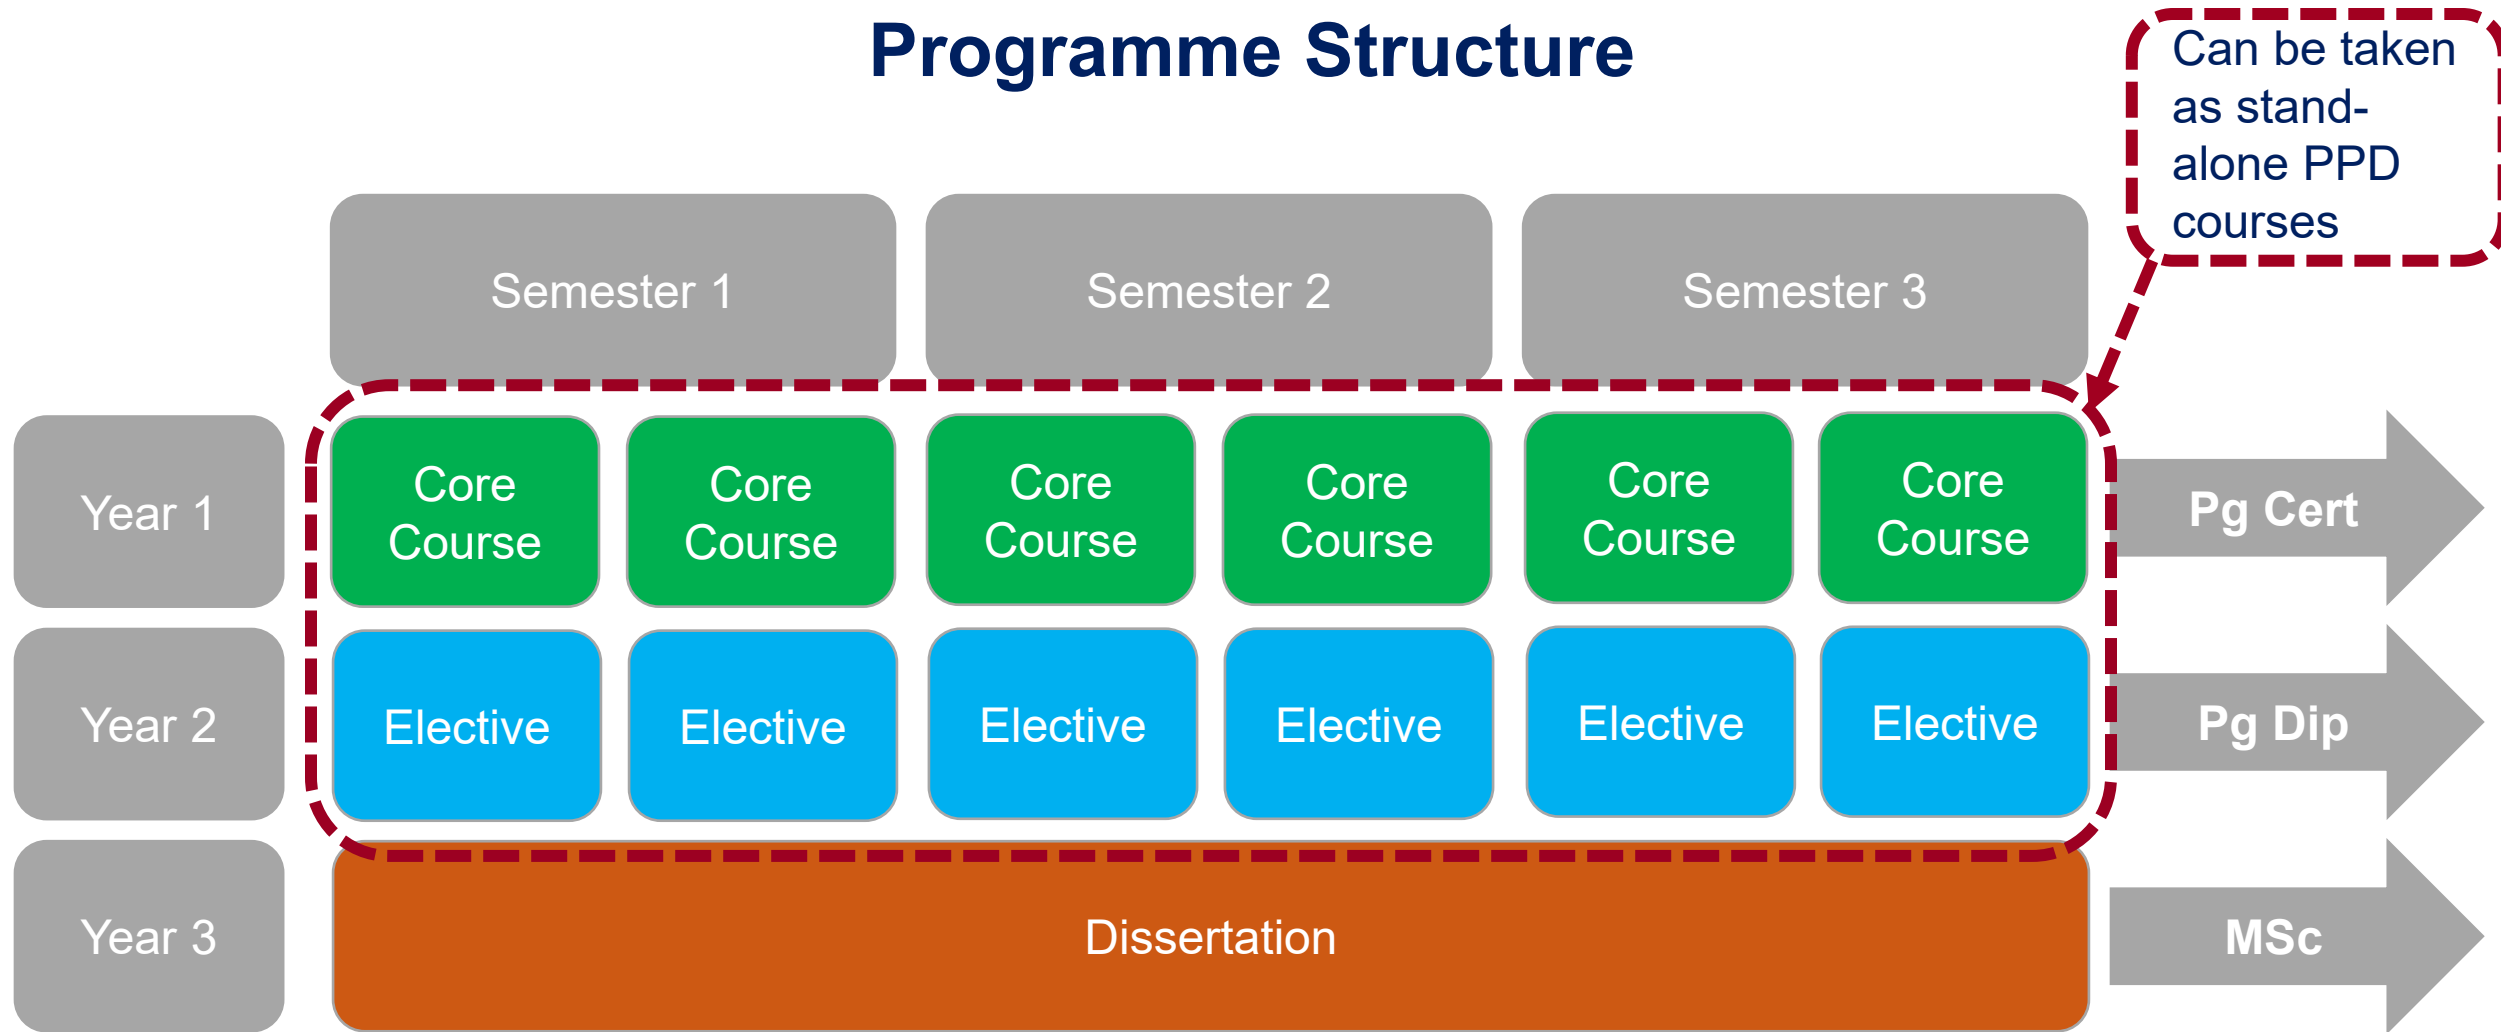 Programme Structure
Can be taken
as stand-
alone PPD
courses
Semester 1
Semester 2
Semester 3
Year 1
Core
Course
Core
Course
Core
Course
Core
Course
Core
Course
Core
Course
Pg Cert
Year 2
Elective
Elective
Elective
Elective
Elective
Elective
Pg Dip
Year 3
Dissertation
MSc